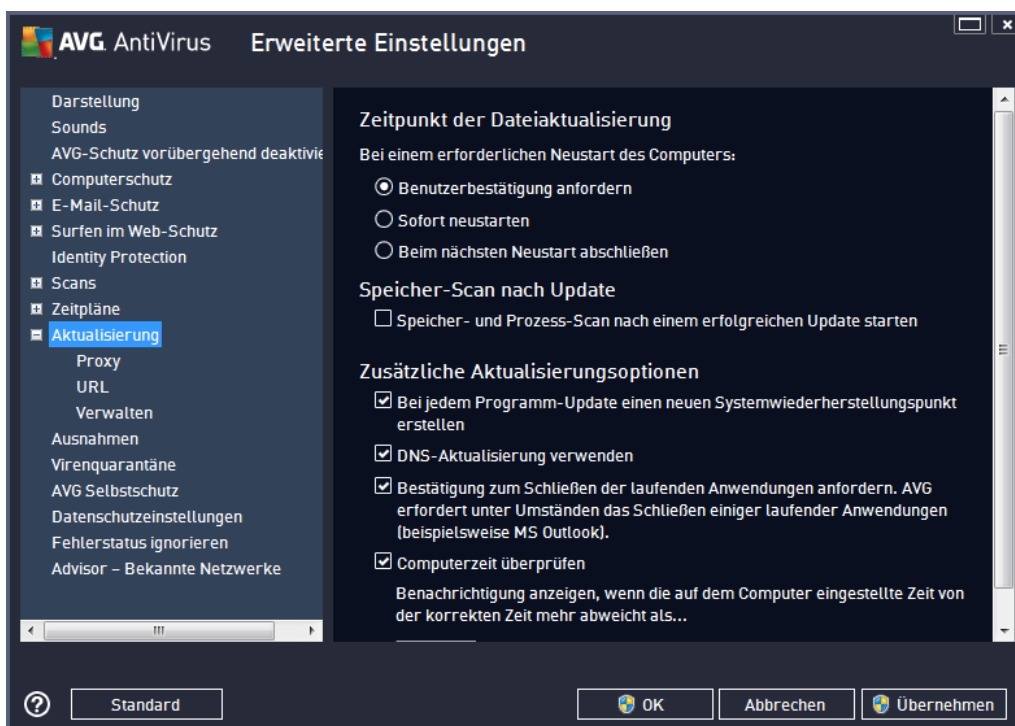 AVG. AntiVirus Erweiterte Einstellungen
Darstellung
Sounds
AVG-Schutz vorübergehend deaktivie
Computerschutz
E-Mail-Schutz
Surfen im Web-Schutz
Identity Protection
Scans
Zeitpläne
Aktualisierung
Proxy
URL
Verwalten
Ausnahmen
Virenquarantäne
AVG Selbstschutz
Datenschutzeinstellungen
Fehlerstatus ignorieren
Advisor – Bekannte Netzwerke
Zeitpunkt der Dateiaktualisierung
Bei einem erforderlichen Neustart des Computers:
Benutzerbestätigung anfordern
Sofort neustarten
Beim nächsten Neustart abschließen
Speicher-Scan nach Update
Speicher- und Prozess-Scan nach einem erfolgreichen Update starten
Zusätzliche Aktualisierungsoptionen
Bei jedem Programm-Update einen neuen Systemwiederherstellungspunkt
erstellen
DNS-Aktualisierung verwenden
Bestätigung zum Schließen der laufenden Anwendungen anfordern. AVG
erfordert unter Umständen das Schließen einiger laufender Anwendungen
(beispielsweise MS Outlook).
Computerzeit überprüfen
Benachrichtigung anzeigen, wenn die auf dem Computer eingestellte Zeit von
der korrekten Zeit mehr abweicht als...
Standard
OK
Abbrechen
Übernehmen